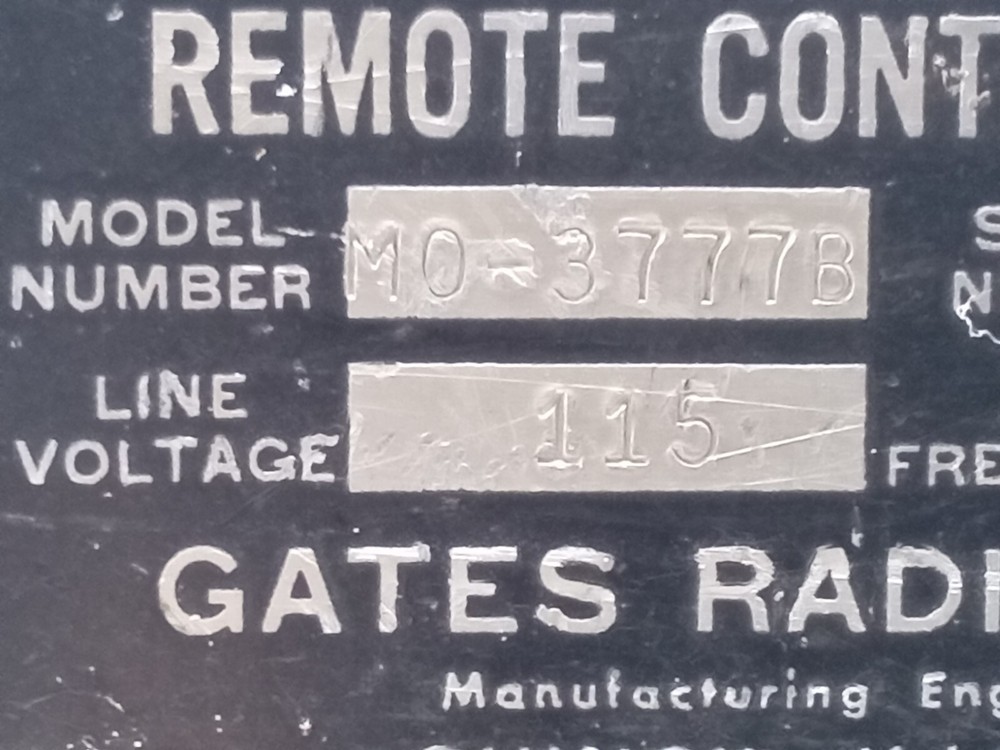 REMOTE CONT
MODEL NUMBER MO-3777B S
N
LINE VOLTAGE 115 FRE
GATES RADI
Manufacturing Eng